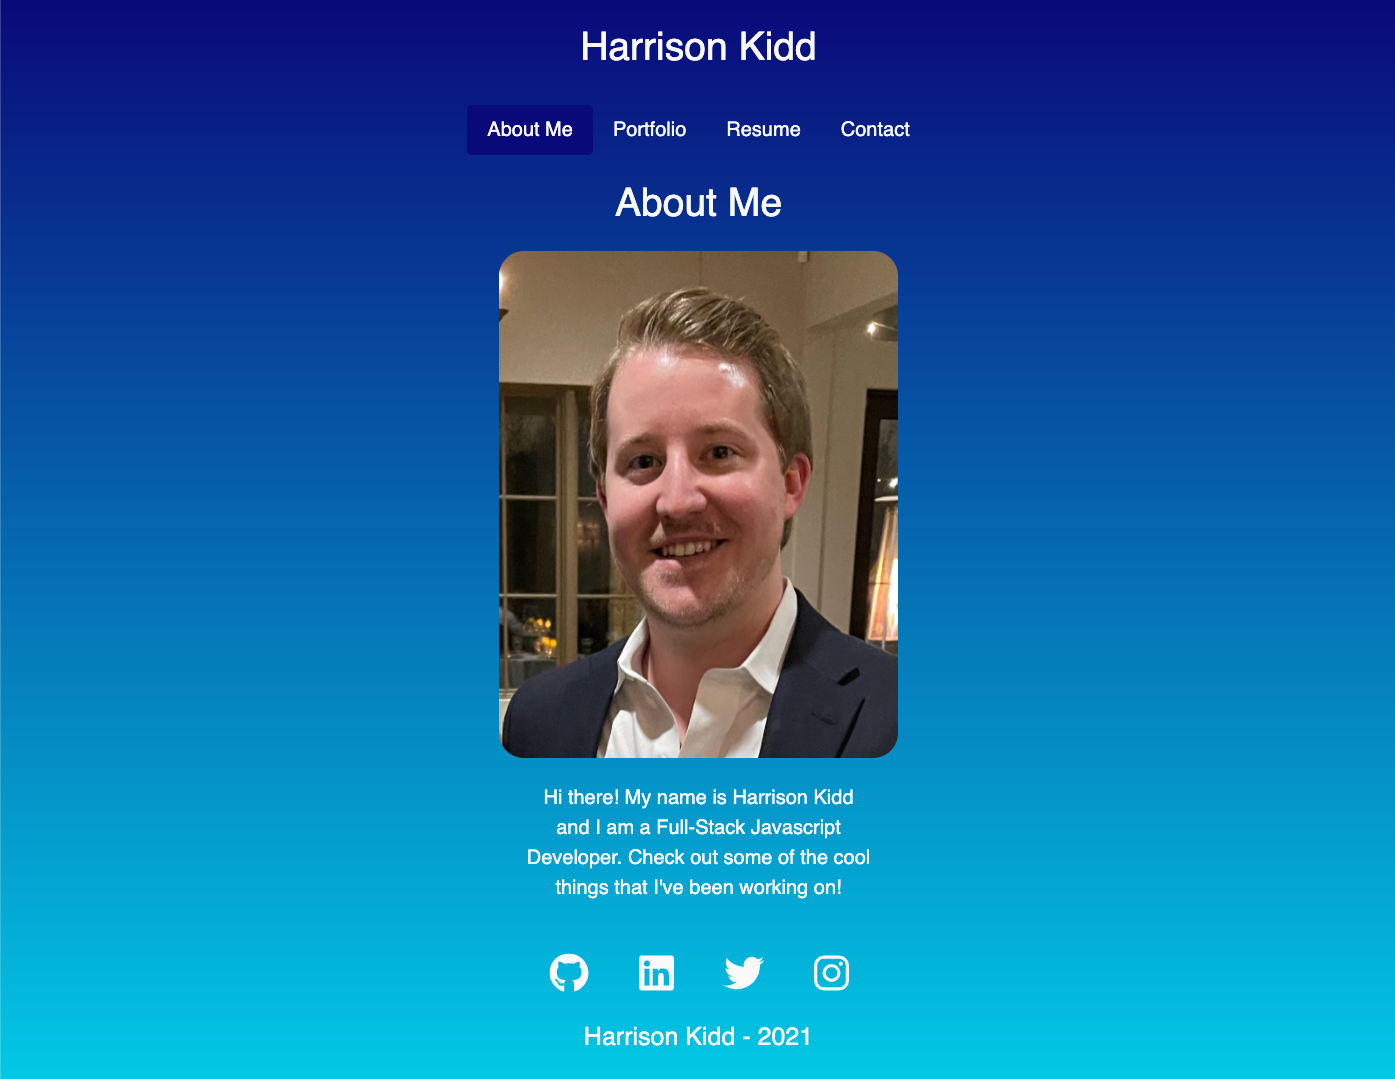 Harrison Kidd
About Me Portfolio Resume Contact
About Me
Hi there! My name is Harrison Kidd
and I am a Full-Stack Javascript
Developer. Check out some of the cool
things that I've been working on!
in
Harrison Kidd - 2021